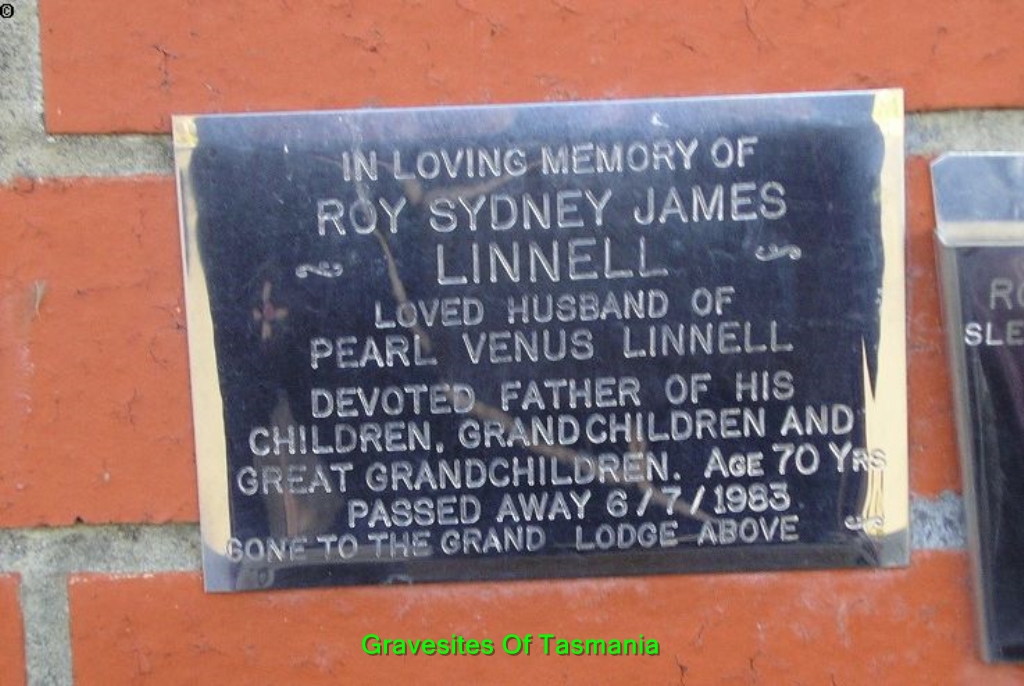 ©
IN LOVING MEMORY OF
ROY SYDNEY JAMES
LINNELL
LOVED HUSBAND OF
PEARL VENUS LINNELL
DEVOTED FATHER OF HIS
CHILDREN, GRANDCHILDREN AND
GREAT GRANDCHILDREN. AGE 70 YRS
PASSED AWAY 6/7/1983
GONE TO THE GRAND LODGE ABOVE
Gravesites Of Tasmania